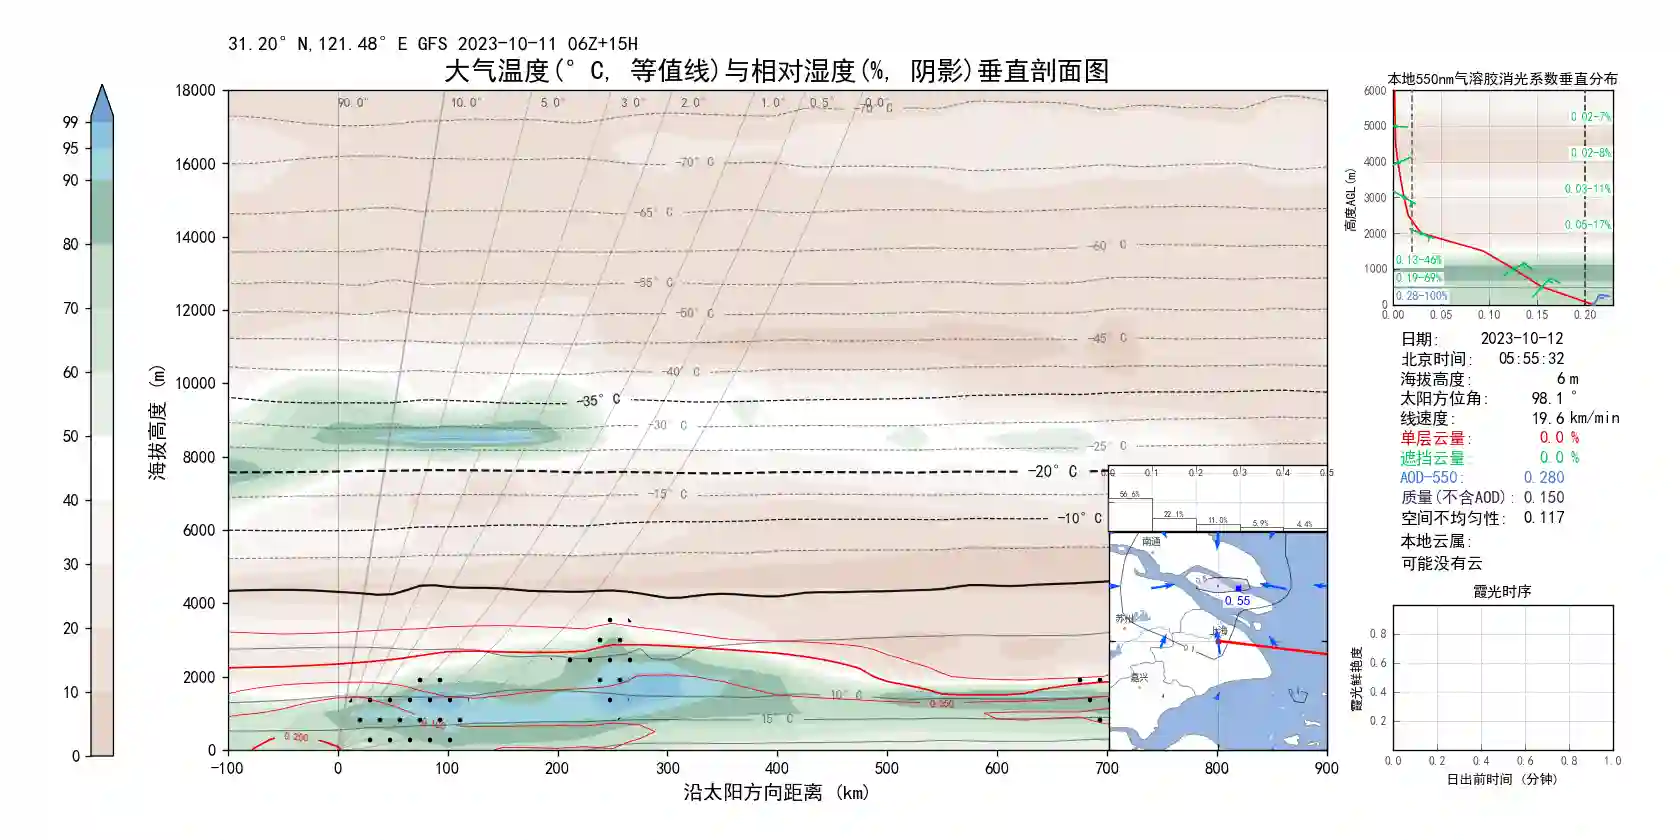 31.20° N,121.48° E GFS 2023-10-11 06Z+15H
大气温度(° C, 等值线)与相对湿度(%, 阴影)垂直剖面图
99
95
90
80
70
60
50
40
30
20
10
0
海拔高度 (m)
18000
16000
14000
12000
10000
8000
6000
4000
2000
0
90.0° 10.0° 5.0° 3.0° 2.0° 1.0° 0.5° 0.0°
-70° C
-70° C
-65° C
-60° C
-55° C
-50° C
-45° C
-40° C
-35° C
-30° C
-25° C
-20° C
-15° C
-10° C
10° C
15 C
0.200
0.100
-100 0 100 200 300 400 500 600 700 800 900
沿太阳方向距离 (km)
0.0 0.1 0.2 0.3 0.4 0.5
56.6%
22.1%
11.0%
5.9%
4.4%
南通
苏州
上海
嘉兴
0.55
本地550nm气溶胶消光系数垂直分布
高度AGL(m)
6000
5000
4000
3000
2000
1000
0
0.02-7%
0.02-8%
0.03-11%
0.05-17%
0.13-46%
0.19-69%
0.28-100%
0.00 0.05 0.10 0.15 0.20
日期: 2023-10-12
北京时间: 05:55:32
海拔高度: 6 m
太阳方位角: 98.1 °
线速度: 19.6 km/min
单层云量: 0.0 %
遮挡云量: 0.0 %
AOD-550: 0.280
质量(不含AOD): 0.150
空间不均匀性: 0.117
本地云属:
可能没有云
霞光时序
霞光鲜艳度
0.8
0.6
0.4
0.2
0.0 0.2 0.4 0.6 0.8 1.0
日出前时间 (分钟)